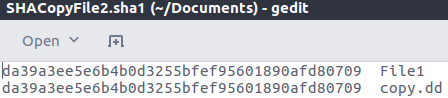 SHACopyFile2.sha1 (~/Documents) - gedit
Open
da39a3ee5e6b4b0d3255bfef95601890afd80709 File1
da39a3ee5e6b4b0d3255bfef95601890afd80709 copy.dd